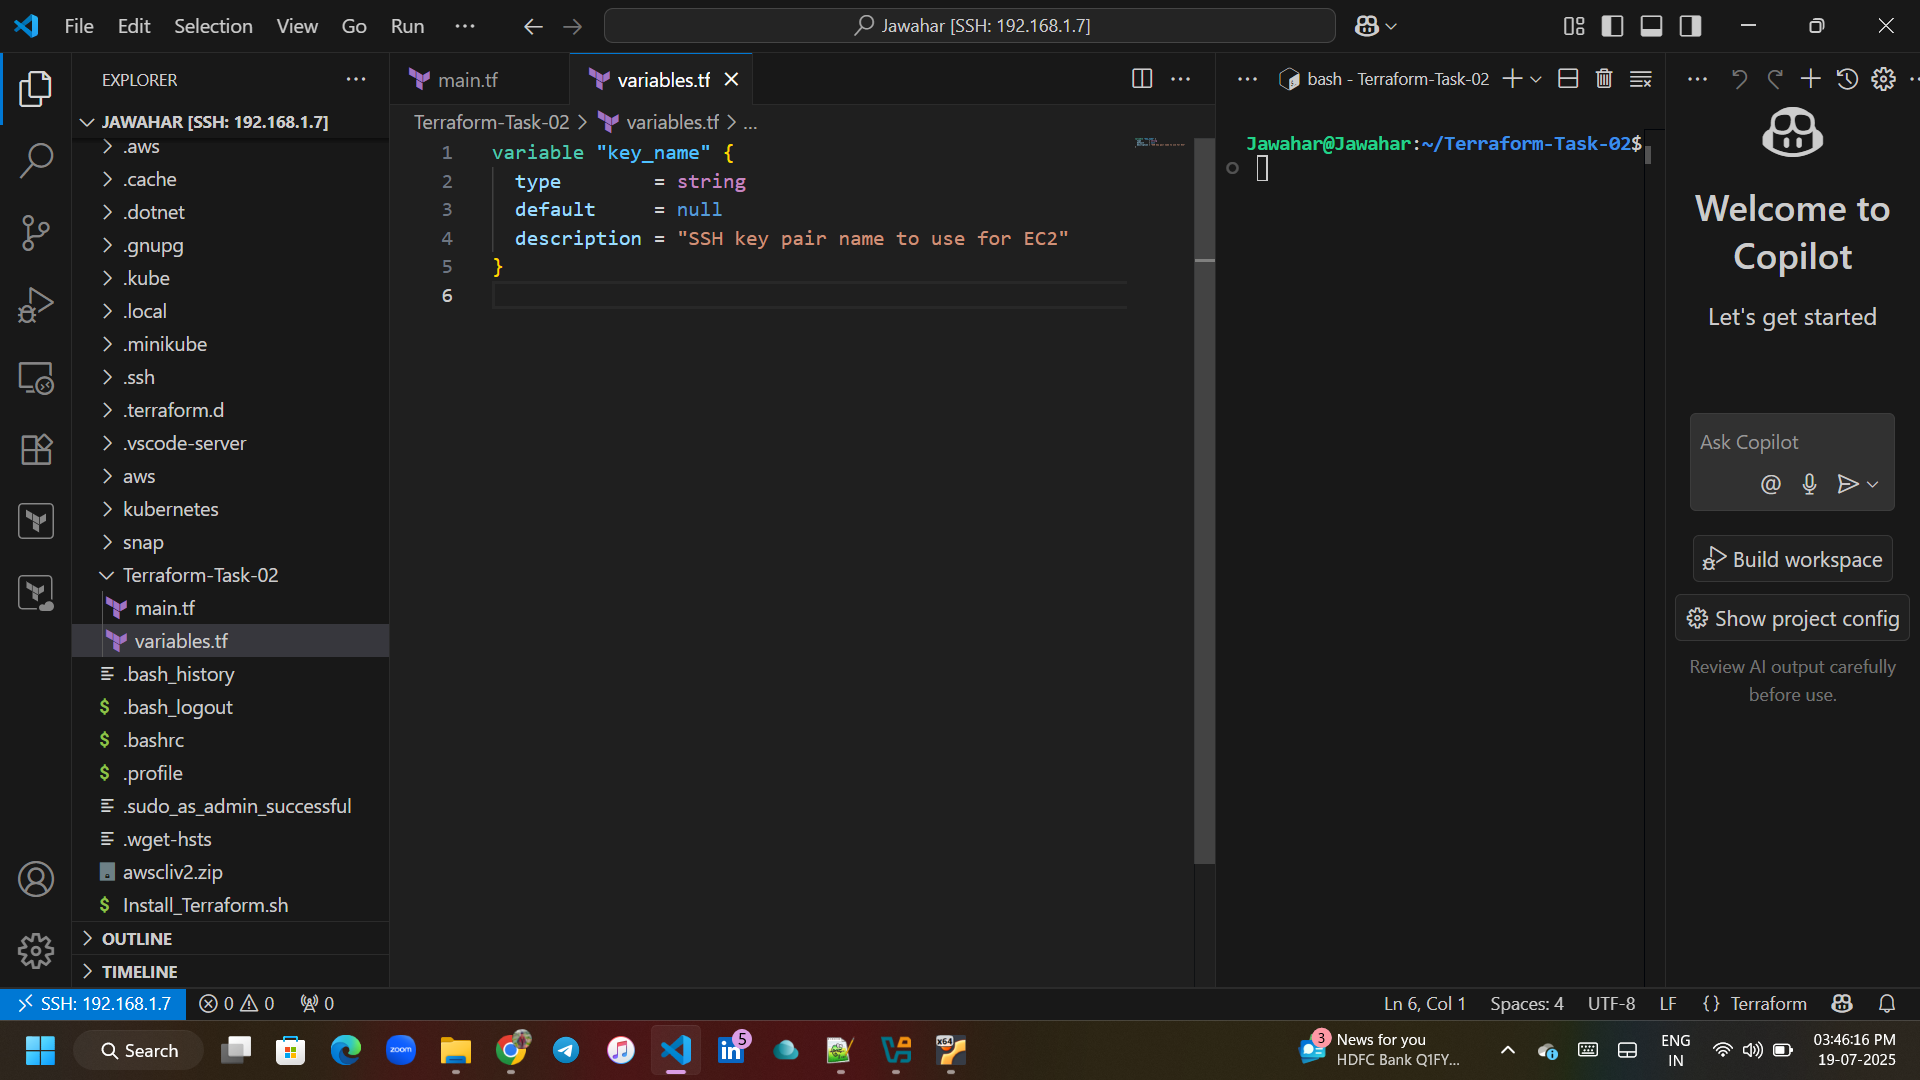 File Edit Selection View Go Run ...
Jawahar [SSH: 192.168.1.7]
EXPLORER
JAWAHAR [SSH: 192.168.1.7]
.aws
.cache
.dotnet
.gnupg
.kube
.local
.minikube
.ssh
.terraform.d
.vscode-server
aws
kubernetes
snap
Terraform-Task-02
main.tf
variables.tf
.bash_history
$ .bash_logout
$ .bashrc
$ .profile
.sudo_as_admin_successful
.wget-hsts
awscliv2.zip
$ Install_Terraform.sh
OUTLINE
TIMELINE
main.tf
variables.tf
Terraform-Task-02 > variables.tf > ...
1 variable "key_name" {
2 type = string
3 default = null
4 description = "SSH key pair name to use for EC2"
5 }
6
bash - Terraform-Task-02
Jawahar@Jawahar:~/Terraform-Task-02$
Welcome to
Copilot
Let's get started
Ask Copilot
@
Build workspace
Show project config
Review AI output carefully
before use.
SSH: 192.168.1.7
0 0 0
Ln 6, Col 1
Spaces: 4
UTF-8
LF
{ } Terraform
Search
zoom
5
X64
3
News for you
HDFC Bank Q1FY...
ENG
IN
03:46:16 PM
19-07-2025